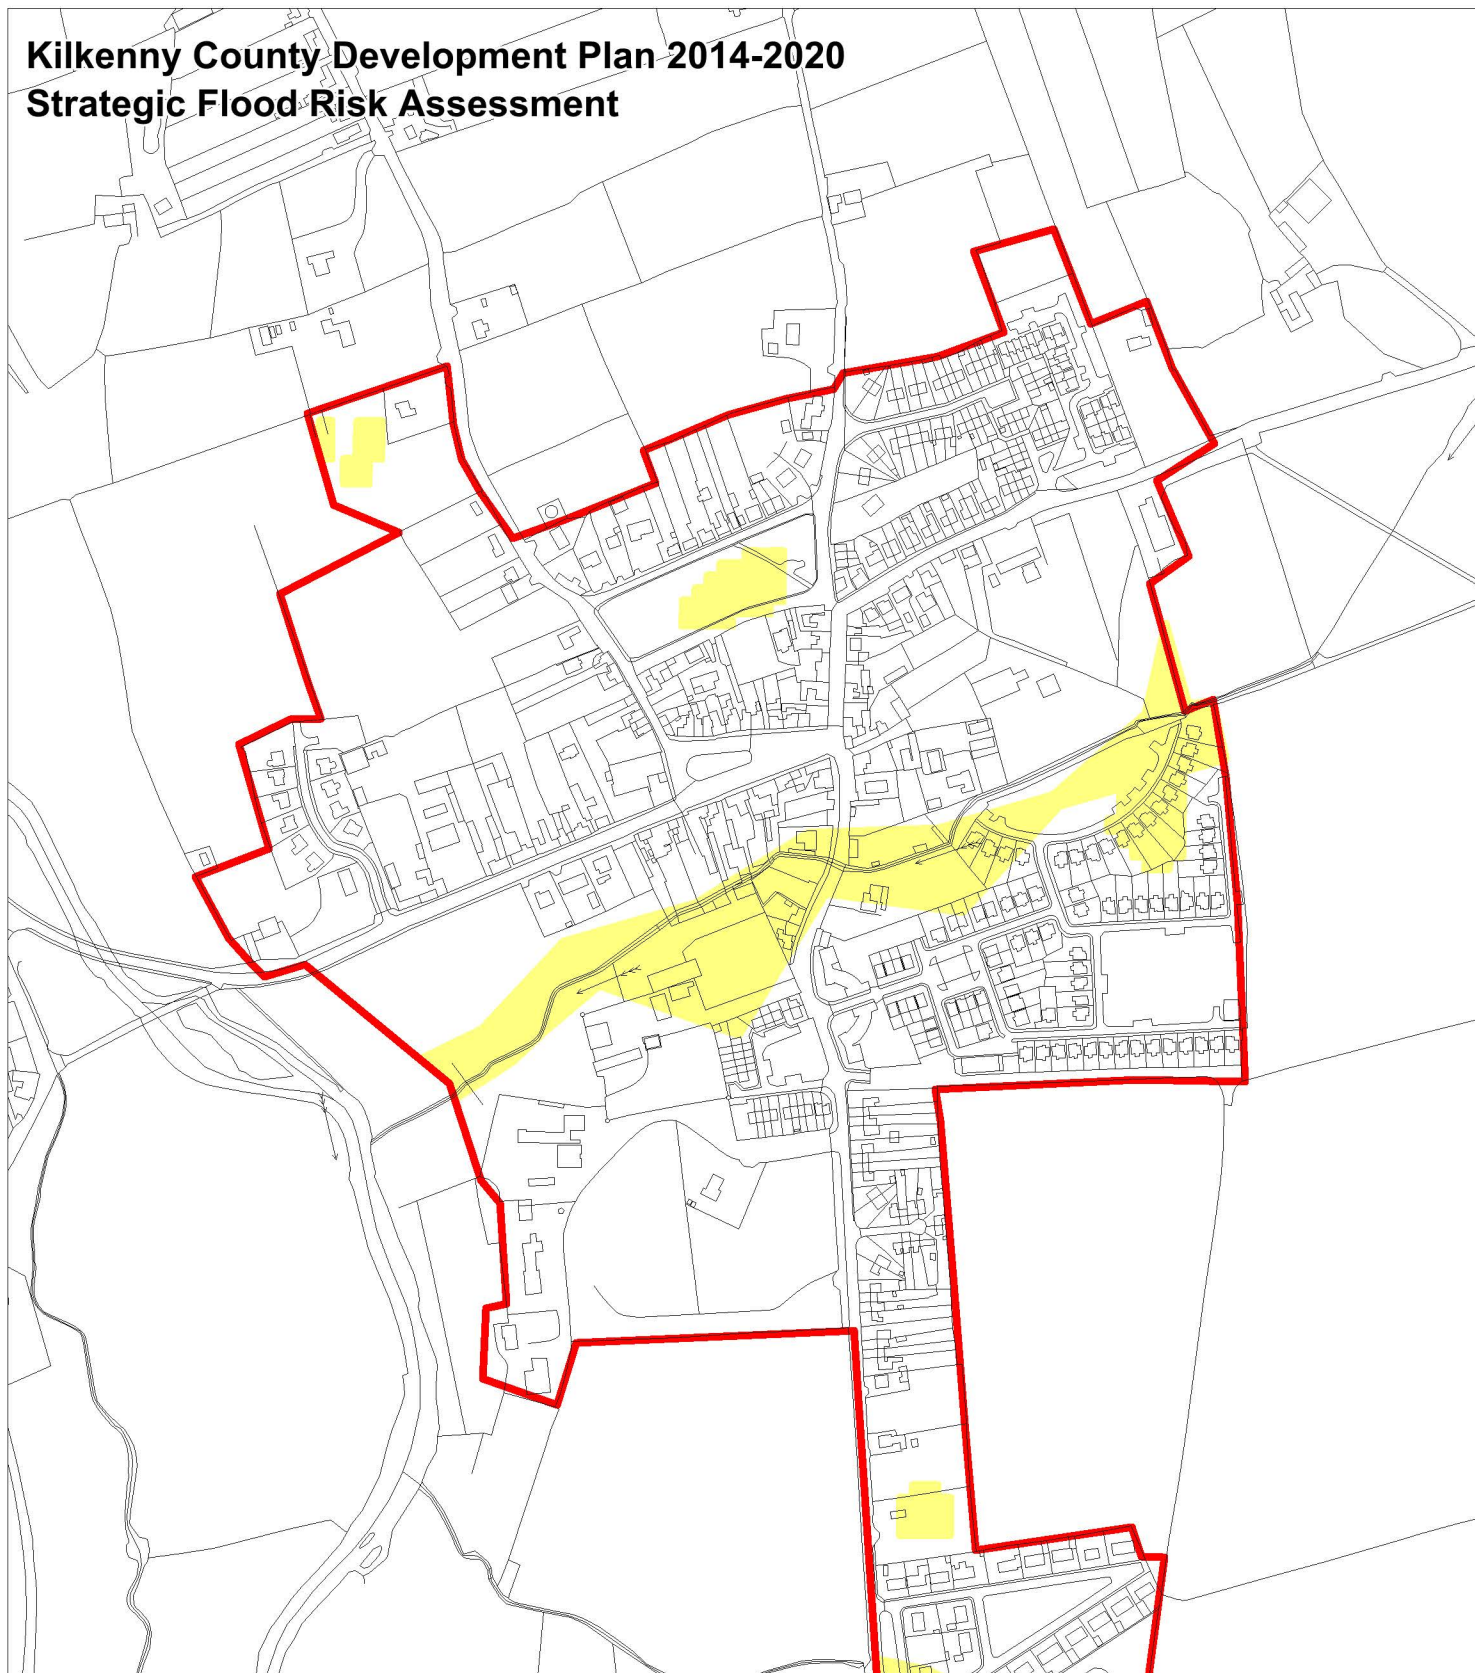 Kilkenny County Development Plan 2014-2020
Strategic Flood Risk Assessment